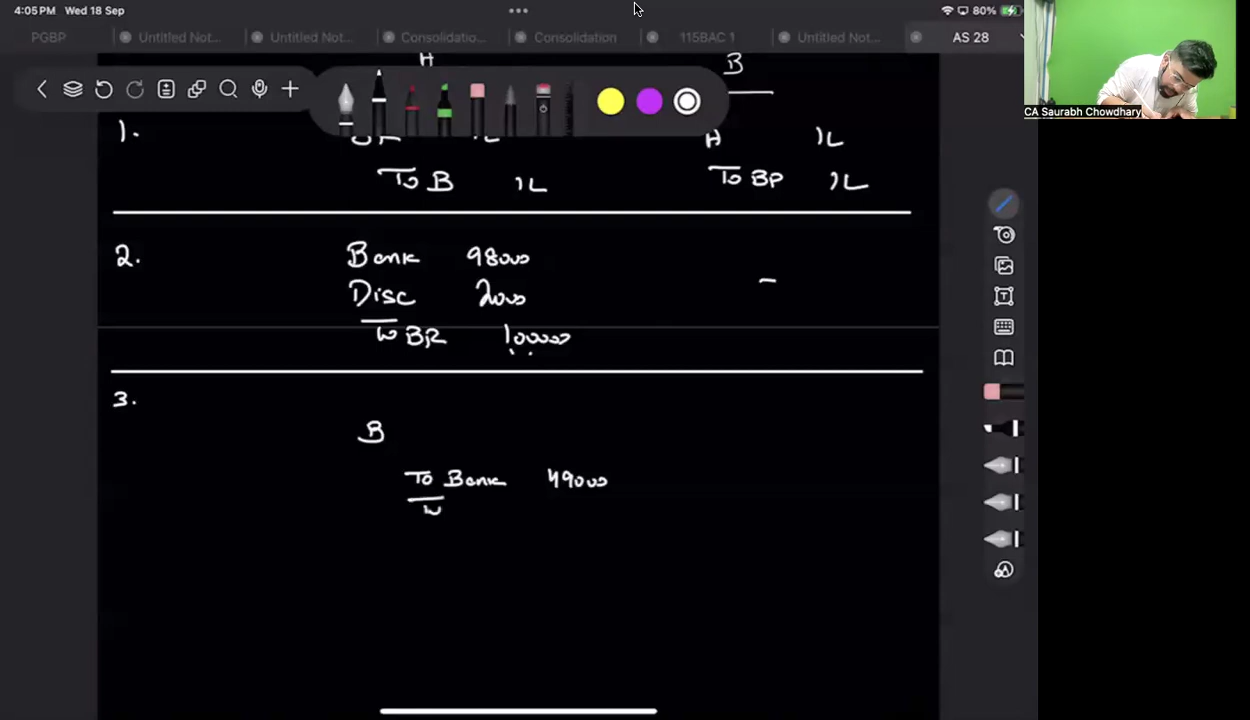 4:05 PM Wed 18 Sep
80%
PGBP
Untitled Not...
Untitled Not...
Consolidatio...
Consolidation
115BAC 1
Untitled Not...
AS 28
CA Saurabh Chowdhary
H B
1.
H 1L
To B 1L
To BP 1L
2.
Bank 98000
Disc 2000
To BR 100000
-
3.
B
To Bank 49000
To